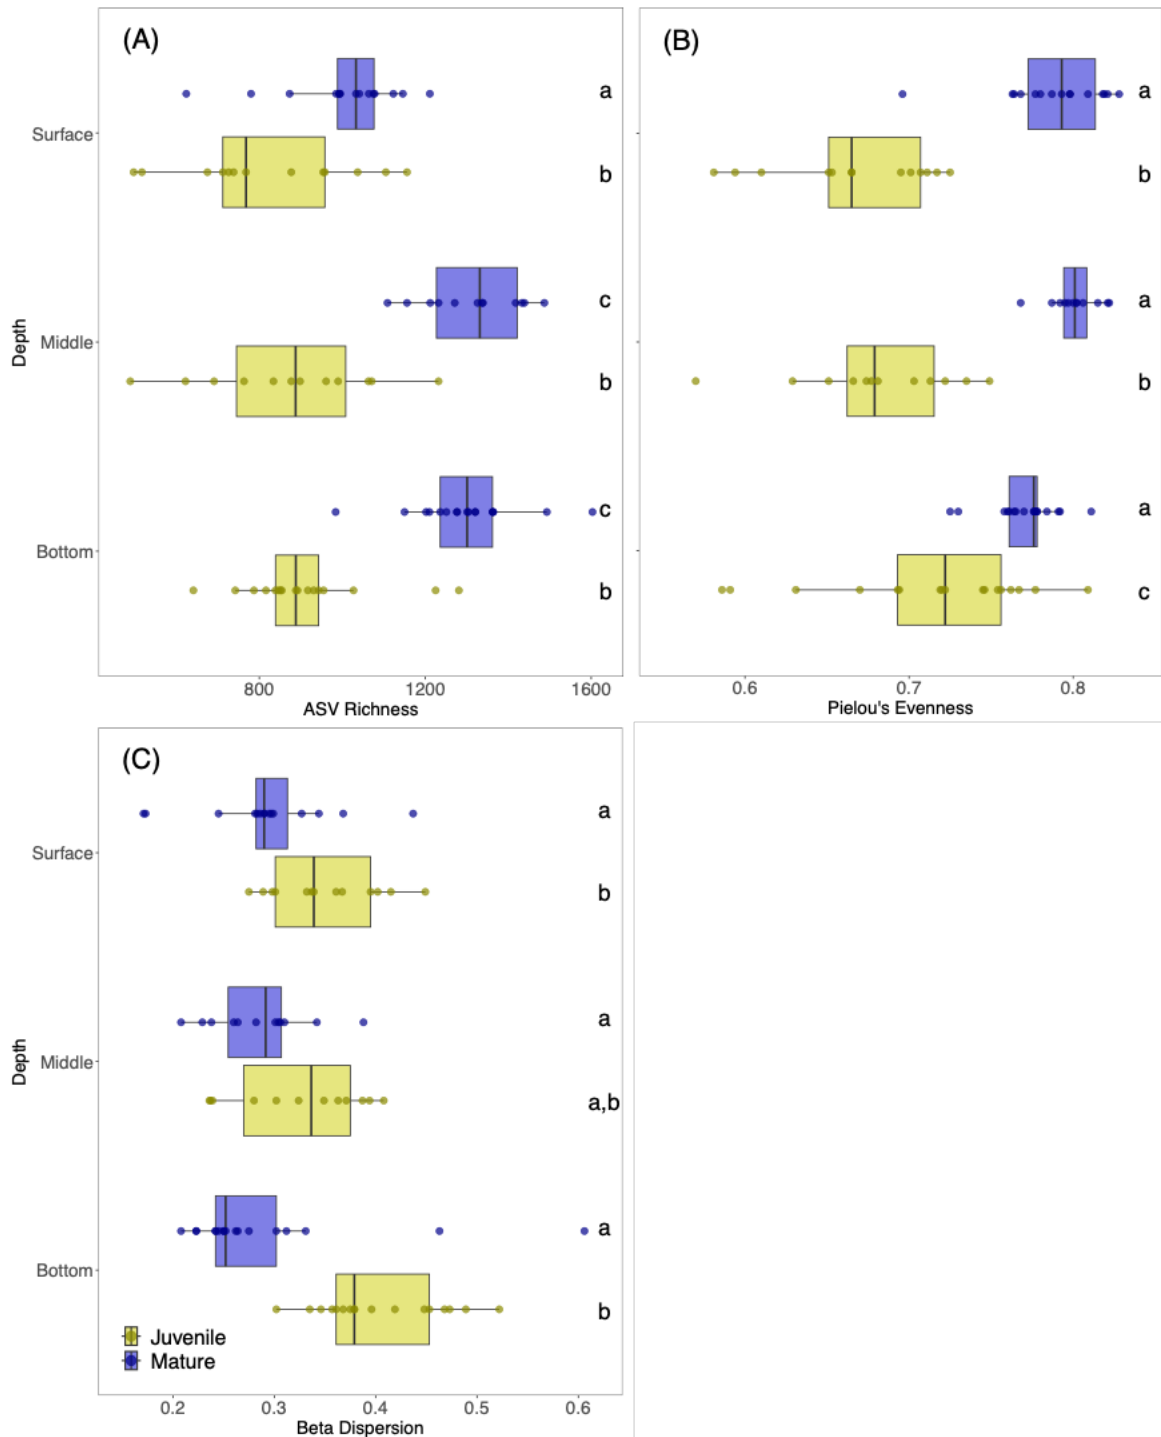 (A)
a
Surface
b
c
Middle
b
c
Bottom
b
Depth
800 1200 1600
ASV Richness
(B)
a
b
a
b
a
c
0.6 0.7 0.8
Pielou's Evenness
(C)
a
Surface
b
a
Middle
a,b
a
Bottom
b
Depth
Juvenile
Mature
0.2 0.3 0.4 0.5 0.6
Beta Dispersion